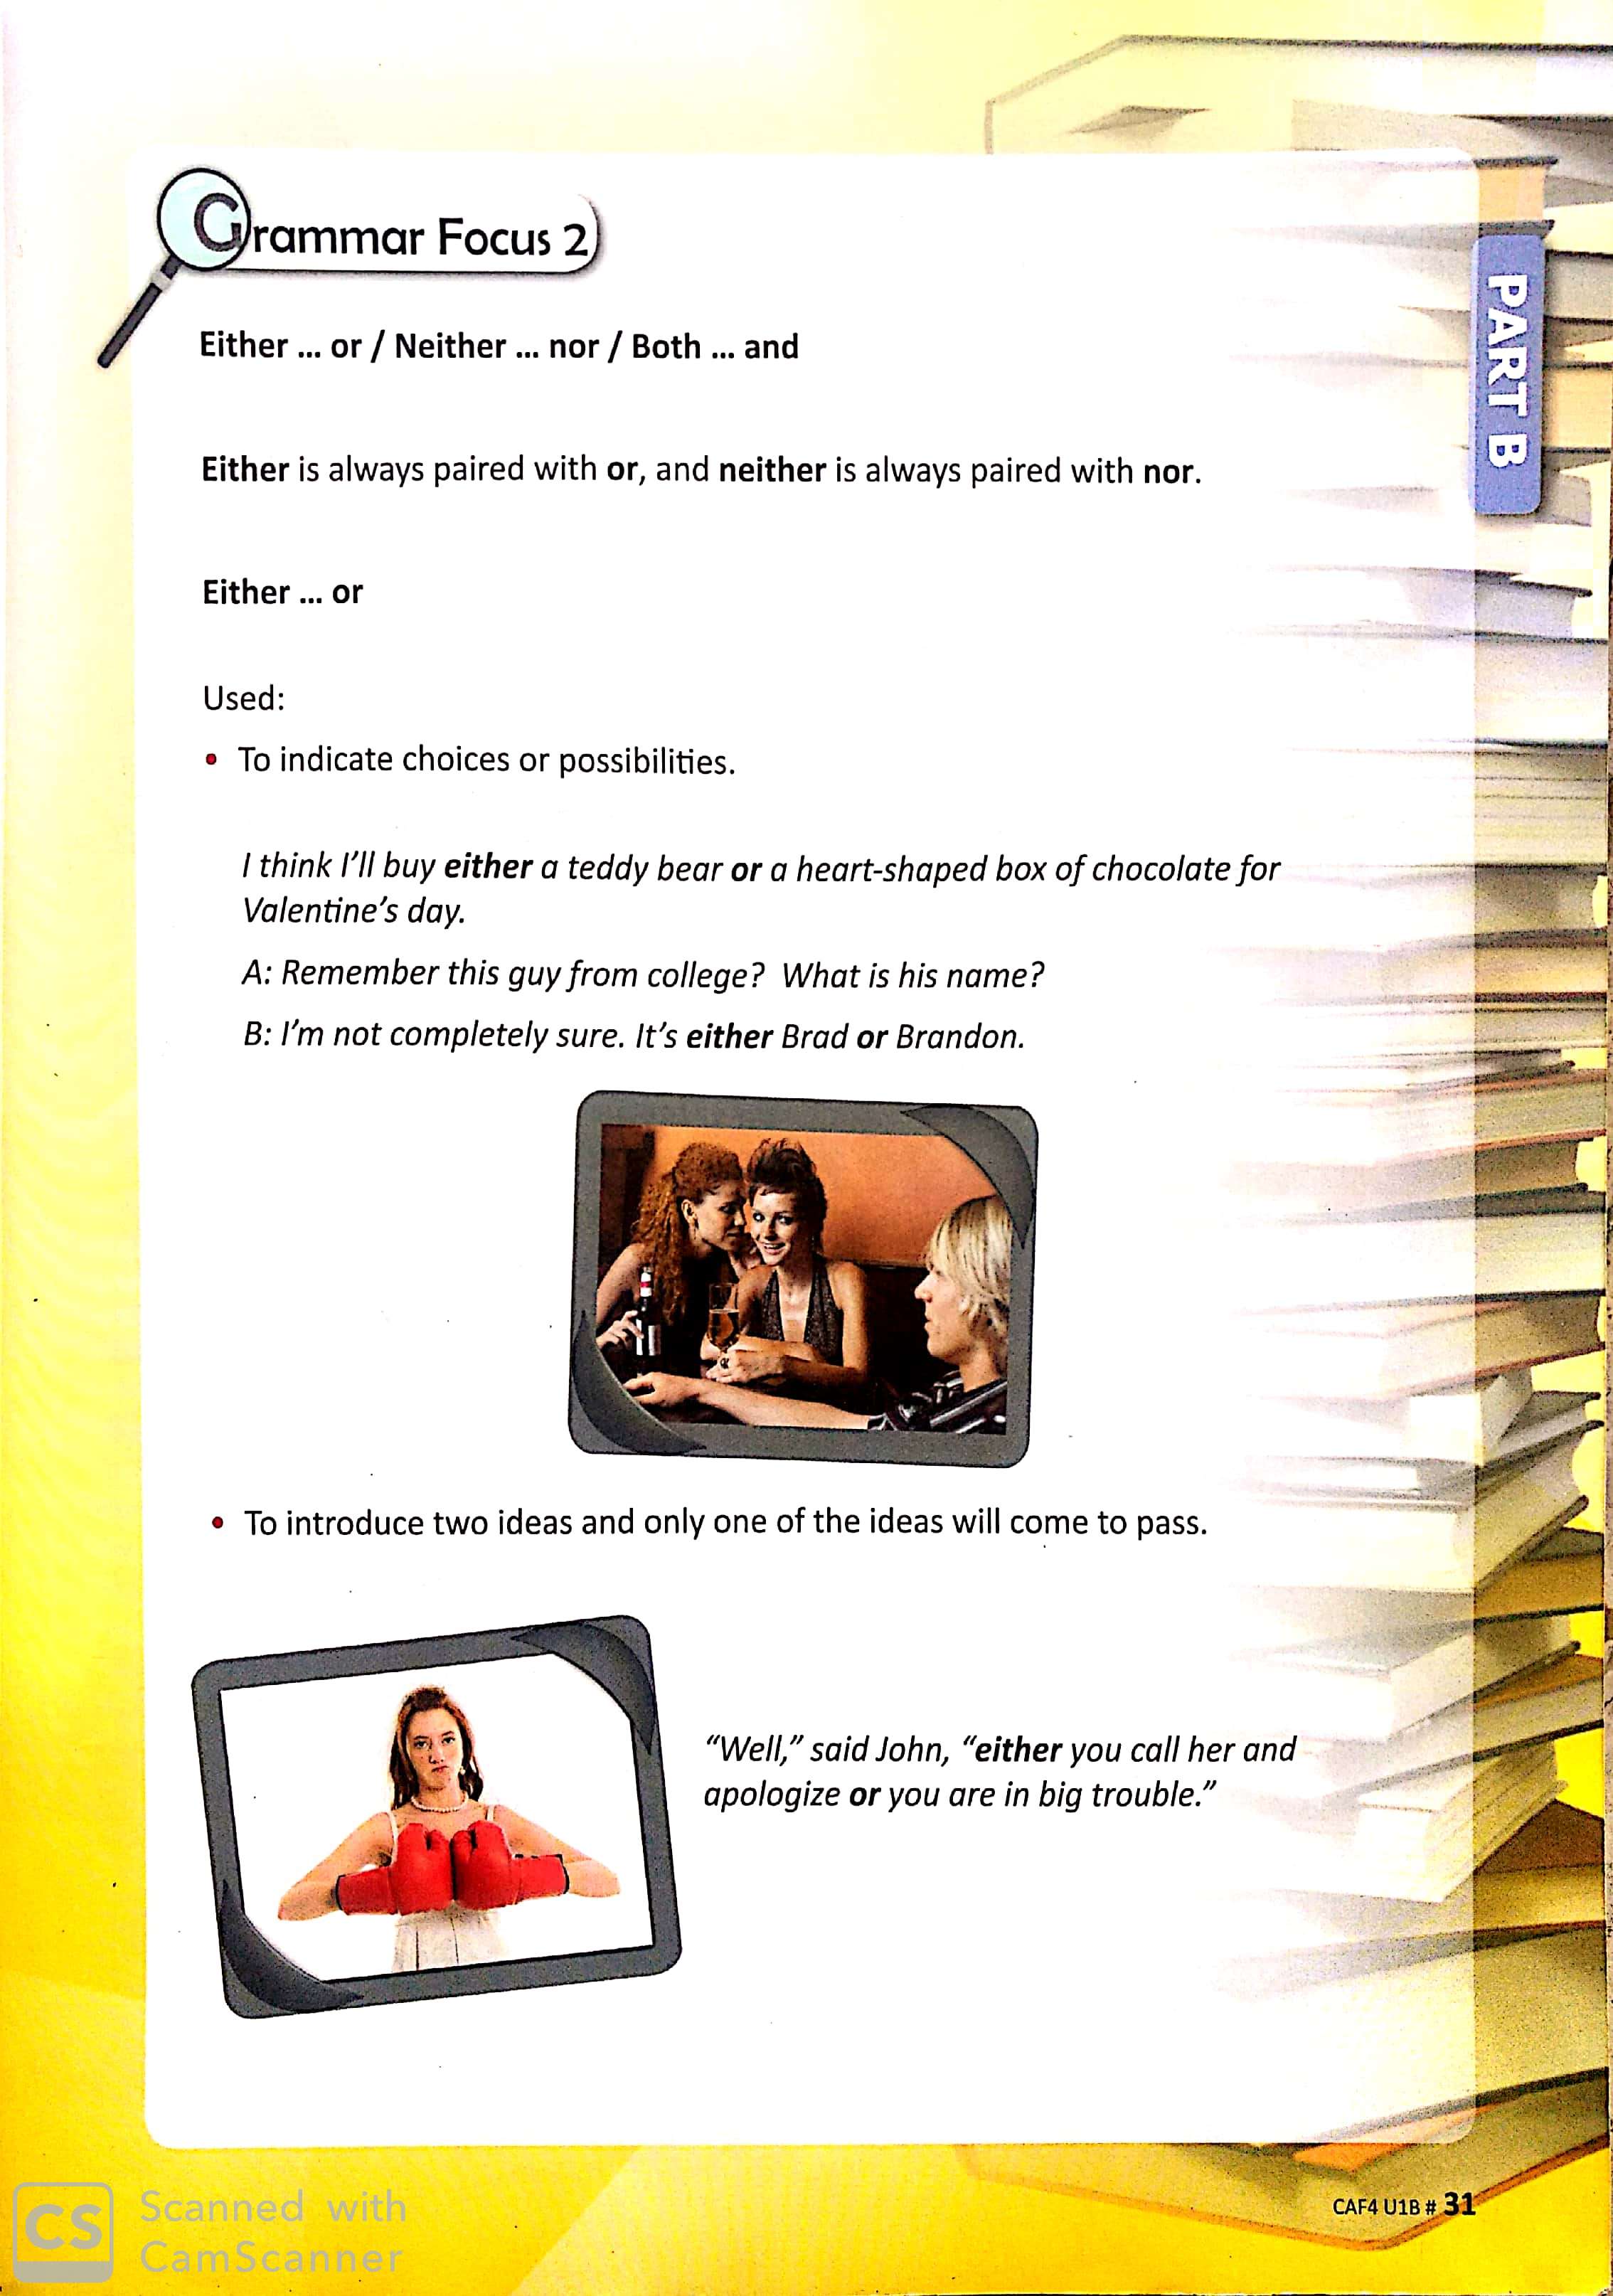 Grammar Focus 2
PART B
Either ... or / Neither ... nor / Both ... and
Either is always paired with or, and neither is always paired with nor.
Either ... or
Used:
• To indicate choices or possibilities.
I think I'll buy either a teddy bear or a heart-shaped box of chocolate for
Valentine's day.
A: Remember this guy from college?  What is his name?
B: I'm not completely sure. It's either Brad or Brandon.
• To introduce two ideas and only one of the ideas will come to pass.
"Well," said John, "either you call her and
apologize or you are in big trouble."
CAF4 U1B # 31
CS
Scanned with
CamScanner